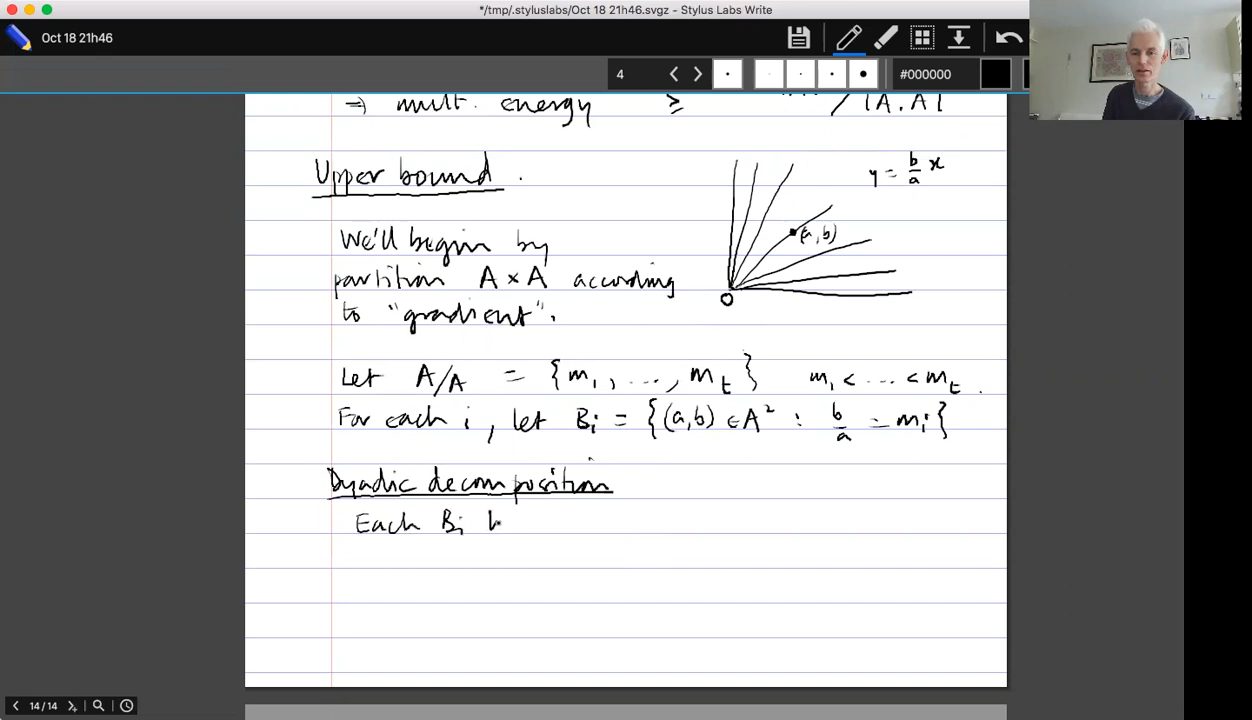 */tmp/.styluslabs/Oct 18 21h46.svgz - Stylus Labs Write
Oct 18 21h46
4
#000000
⇒ mult. energy ≥ / |A.A|
Upper bound.
y = b/a x
(a,b)
O
We'll begin by
partition A × A according
to "gradient".
Let A/A = {m₁, ..., mₜ} m₁ < ... < mₜ.
For each i, let Bᵢ = {(a,b) ∈ A² : b/a = mᵢ}
Dyadic decomposition
Each Bᵢ h
14/14